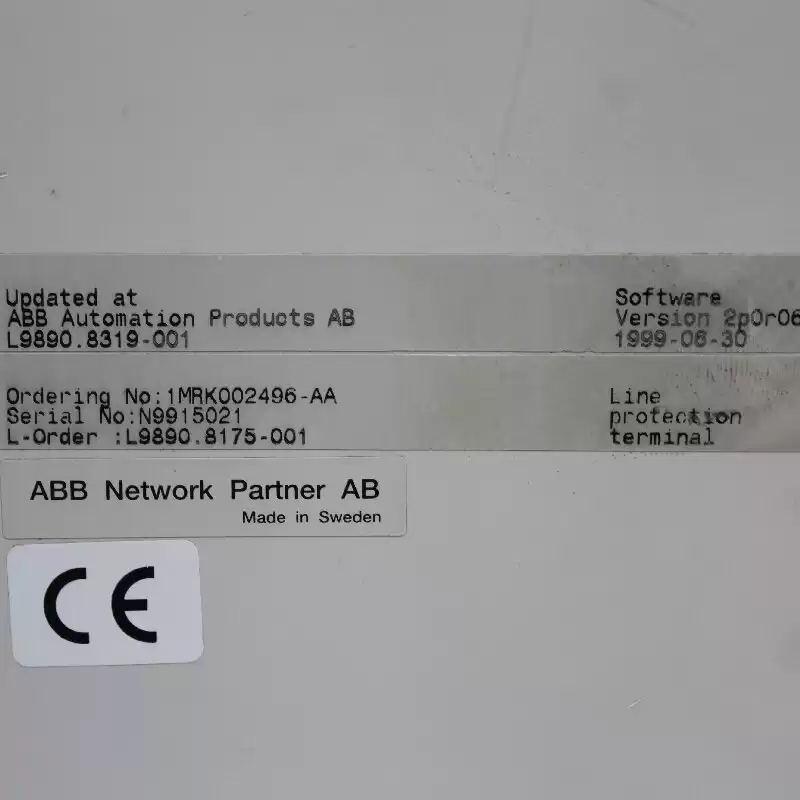 Updated at
ABB Automation Products AB
L9890.8319-001
Software
Version 2p0r06
1999-06-30
Ordering No:1MRK002496-AA
Serial No:N9915021
L-Order :L9890.8175-001
Line
protection
terminal
ABB Network Partner AB
Made in Sweden
CE